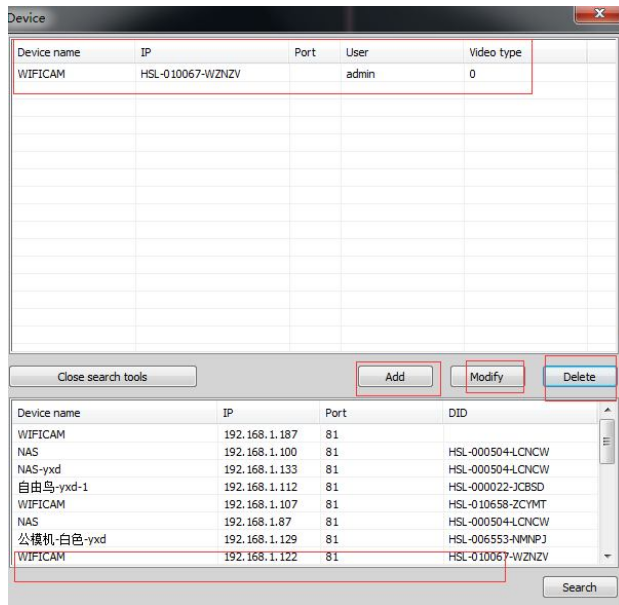 Device
Device name IP Port User Video type
WIFICAM HSL-010067-WZNZV admin 0
Close search tools Add Modify Delete
Device name IP Port DID
WIFICAM 192.168.1.187 81
NAS 192.168.1.100 81 HSL-000504-LCNCW
NAS-yxd 192.168.1.133 81 HSL-000504-LCNCW
自由鸟-yxd-1 192.168.1.112 81 HSL-000022-JCBSD
WIFICAM 192.168.1.107 81 HSL-010658-ZCYMT
NAS 192.168.1.87 81 HSL-000504-LCNCW
公模机-白色-yxd 192.168.1.129 81 HSL-006553-NMNPJ
WIFICAM 192.168.1.122 81 HSL-010067-WZNZV
Search